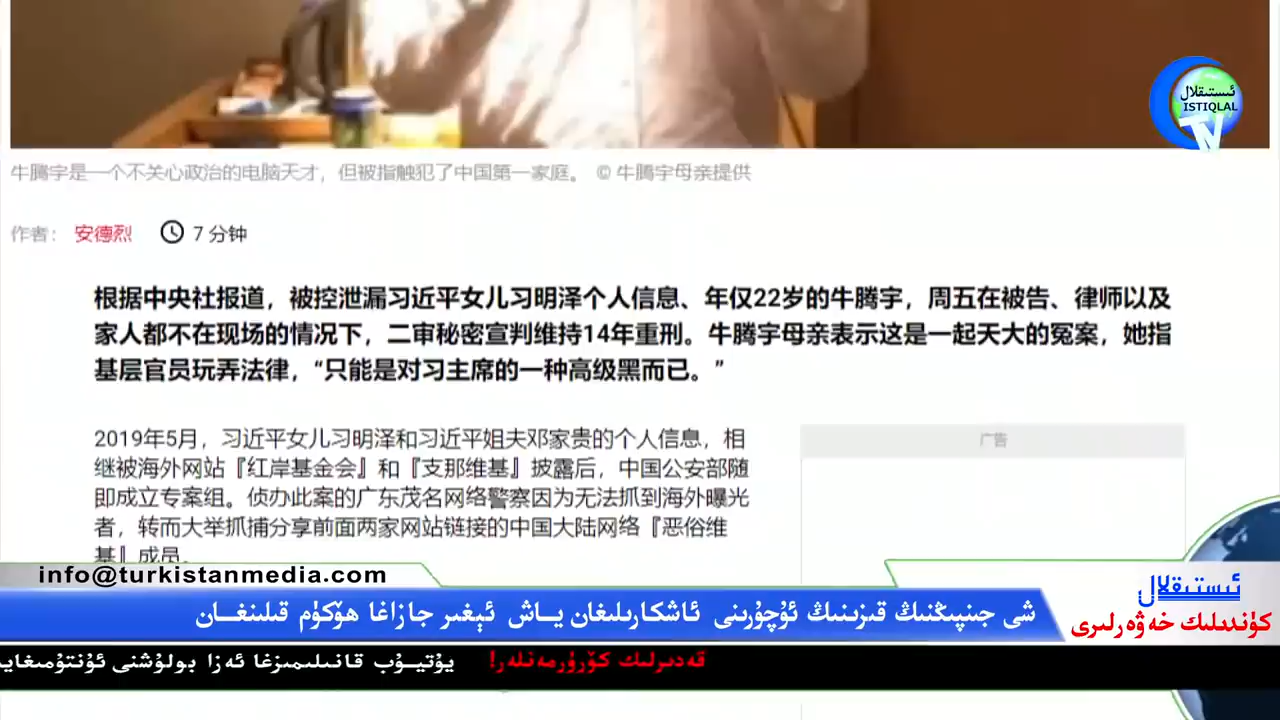 ئىستىقلال
ISTIQLAL
TV
牛腾宇是一个不关心政治的电脑天才，但被指触犯了中国第一家庭。 © 牛腾宇母亲提供
作者： 安德烈 7 分钟
根据中央社报道，被控泄漏习近平女儿习明泽个人信息、年仅22岁的牛腾宇，周五在被告、律师以及
家人都不在现场的情况下，二审秘密宣判维持14年重刑。牛腾宇母亲表示这是一起天大的冤案，她指
基层官员玩弄法律，“只能是对习主席的一种高级黑而已。”
2019年5月，习近平女儿习明泽和习近平姐夫邓家贵的个人信息，相
继被海外网站『红岸基金会』和『支那维基』披露后，中国公安部随
即成立专案组。侦办此案的广东茂名网络警察因为无法抓到海外曝光
者，转而大举抓捕分享前面两家网站链接的中国大陆网络『恶俗维
基』成员。
广告
info@turkistanmedia.com
شى جىنپىڭنىڭ قىزىنىڭ ئۇچۇرىنى ئاشكارىلىغان ياش ئېغىر جازاغا ھۆكۈم قىلىنغان
ئىستىقلال
كۈندىلىك خەۋەرلىرى
قەدىرلىك كۆرۈرمەنلەر! يۇتيۇب قانىلىمىزغا ئەزا بولۇشنى ئۇنتۇمىغاي